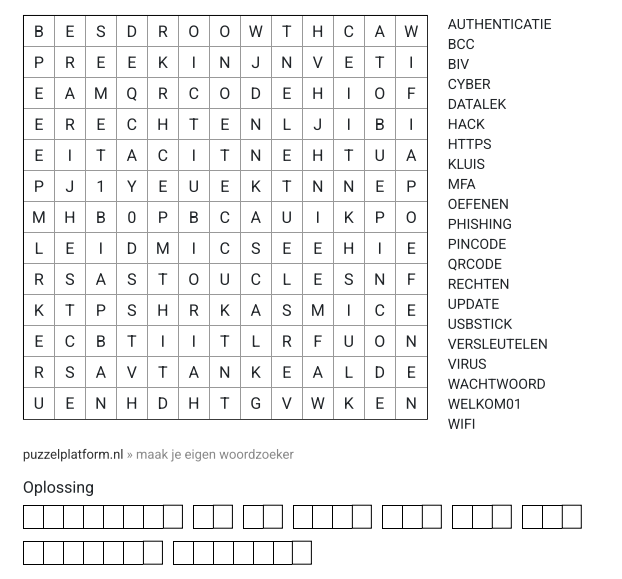 B E S D R O O W T H C A W
P R E E K I N J N V E T I
E A M Q R C O D E H I O F
E R E C H T E N L J I B I
E I T A C I T N E H T U A
P J 1 Y E U E K T N N E P
M H B 0 P B C A U I K P O
L E I D M I C S E E H I E
R S A S T O U C L E S N F
K T P S H R K A S M I C E
E C B T I I T L R F U O N
R S A V T A N K E A L D E
U E N H D H T G V W K E N
AUTHENTICATIE
BCC
BIV
CYBER
DATALEK
HACK
HTTPS
KLUIS
MFA
OEFENEN
PHISHING
PINCODE
QRCODE
RECHTEN
UPDATE
USBSTICK
VERSLEUTELEN
VIRUS
WACHTWOORD
WELKOM01
WIFI
puzzelplatform.nl » maak je eigen woordzoeker
Oplossing